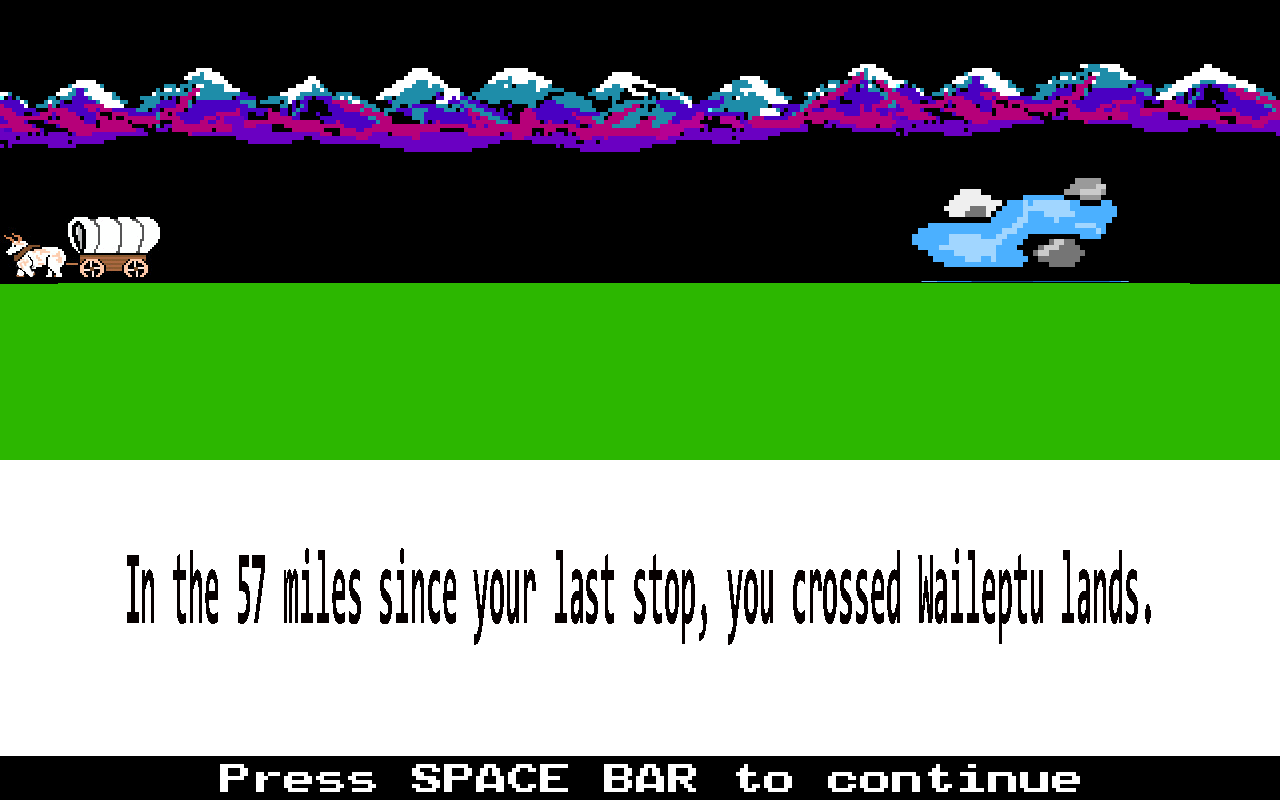 In the 57 miles since your last stop, you crossed Waileptu lands.
Press SPACE BAR to continue